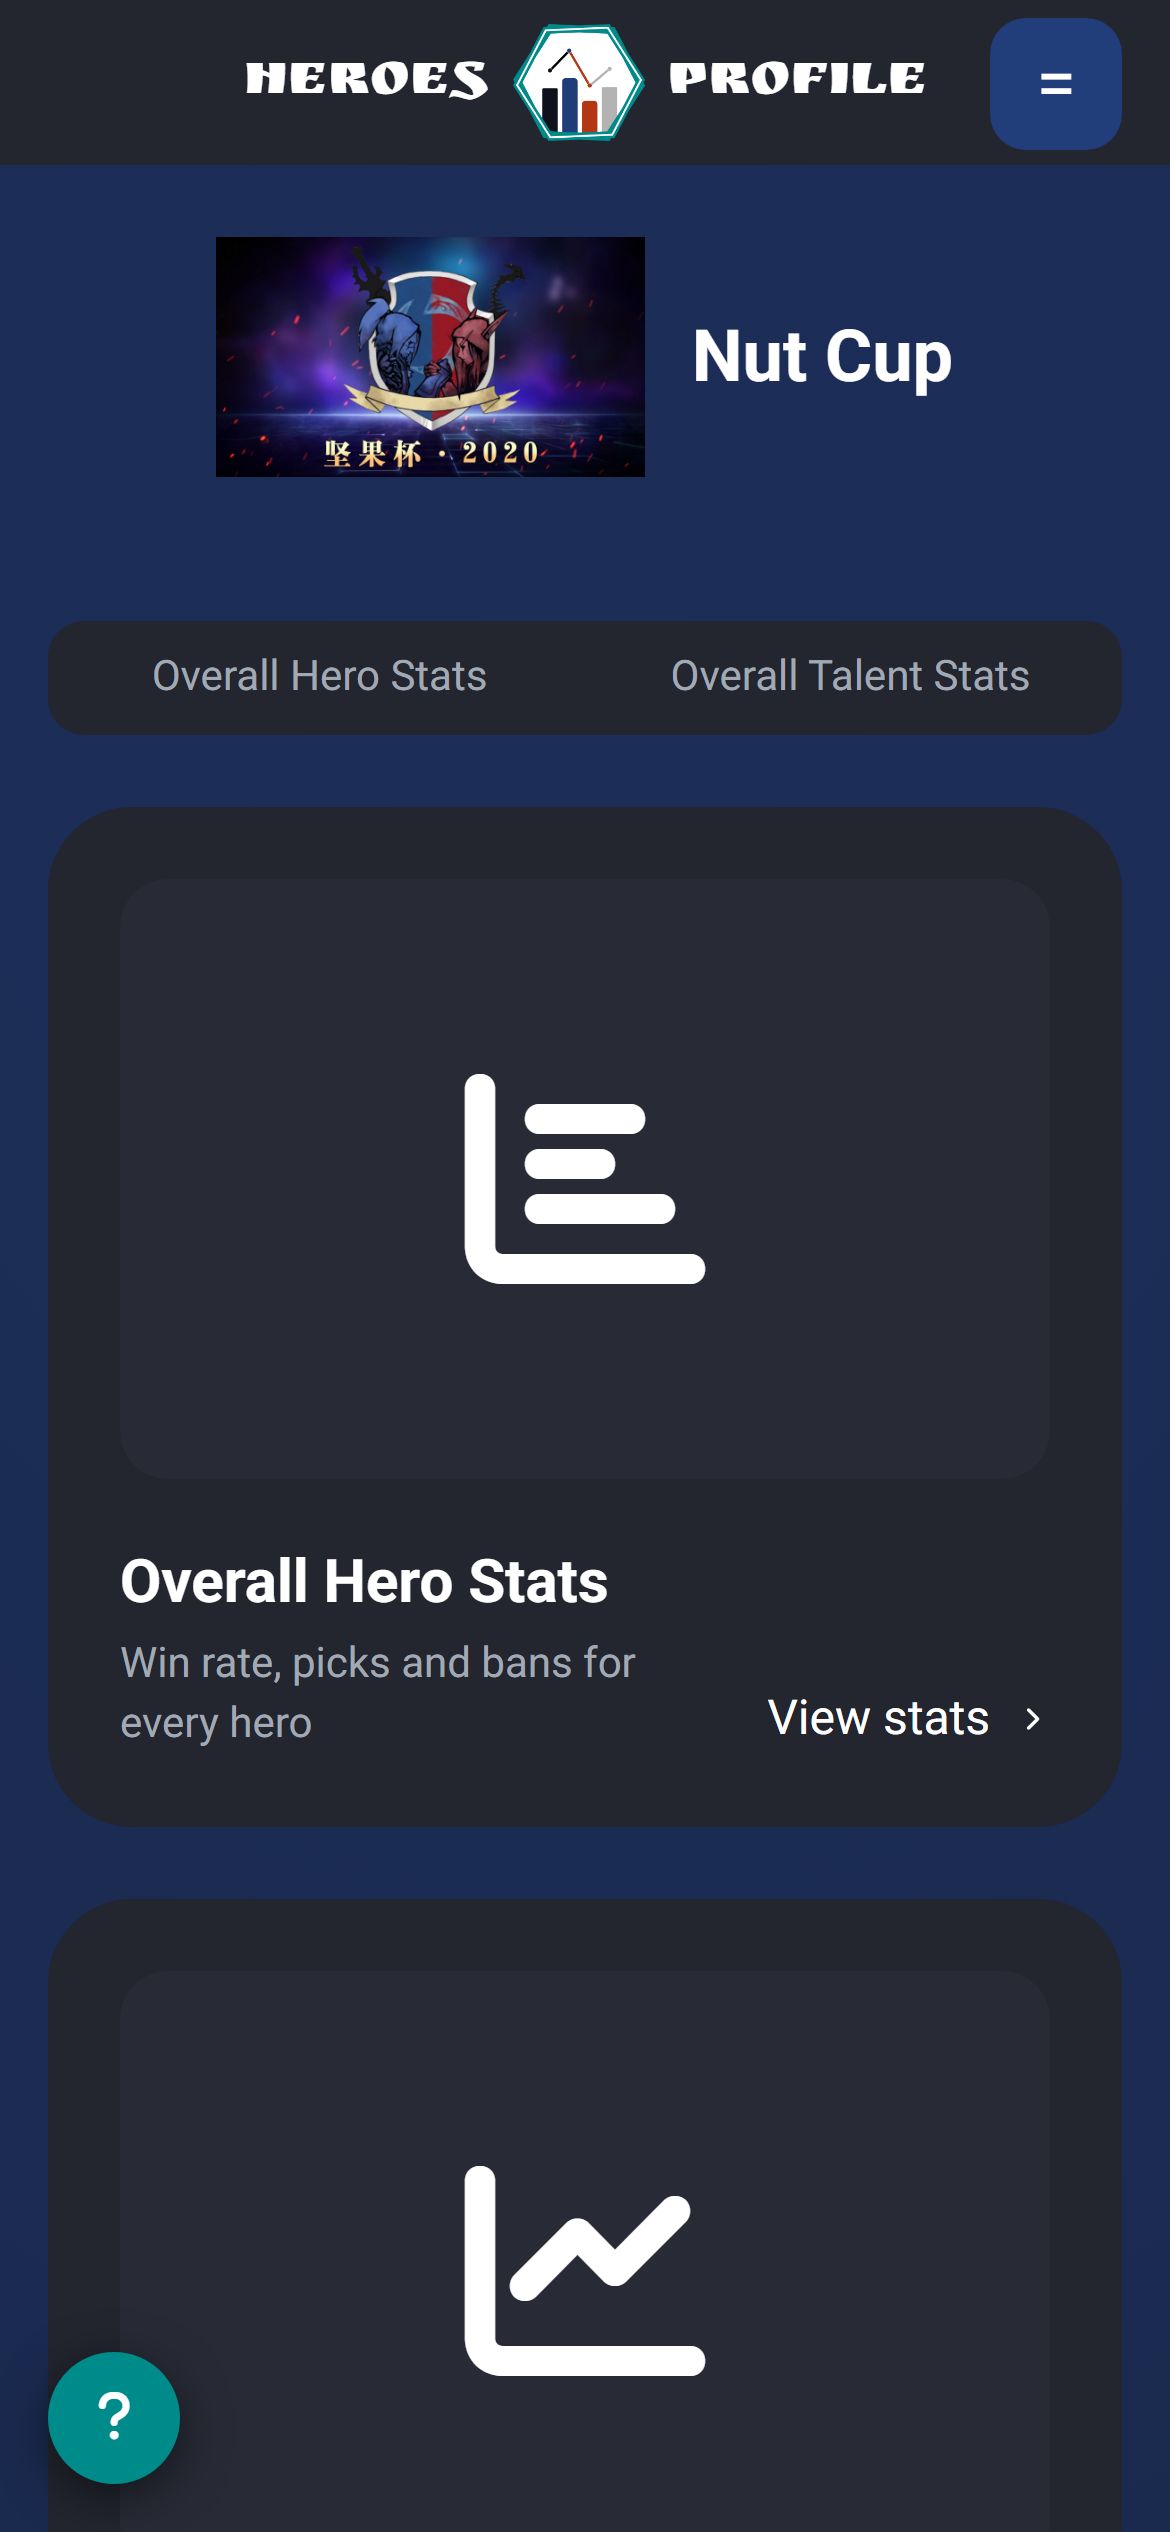 HEROES PROFILE
Nut Cup
坚果杯·2020
Overall Hero Stats
Overall Talent Stats
Overall Hero Stats
Win rate, picks and bans for
every hero
View stats
?